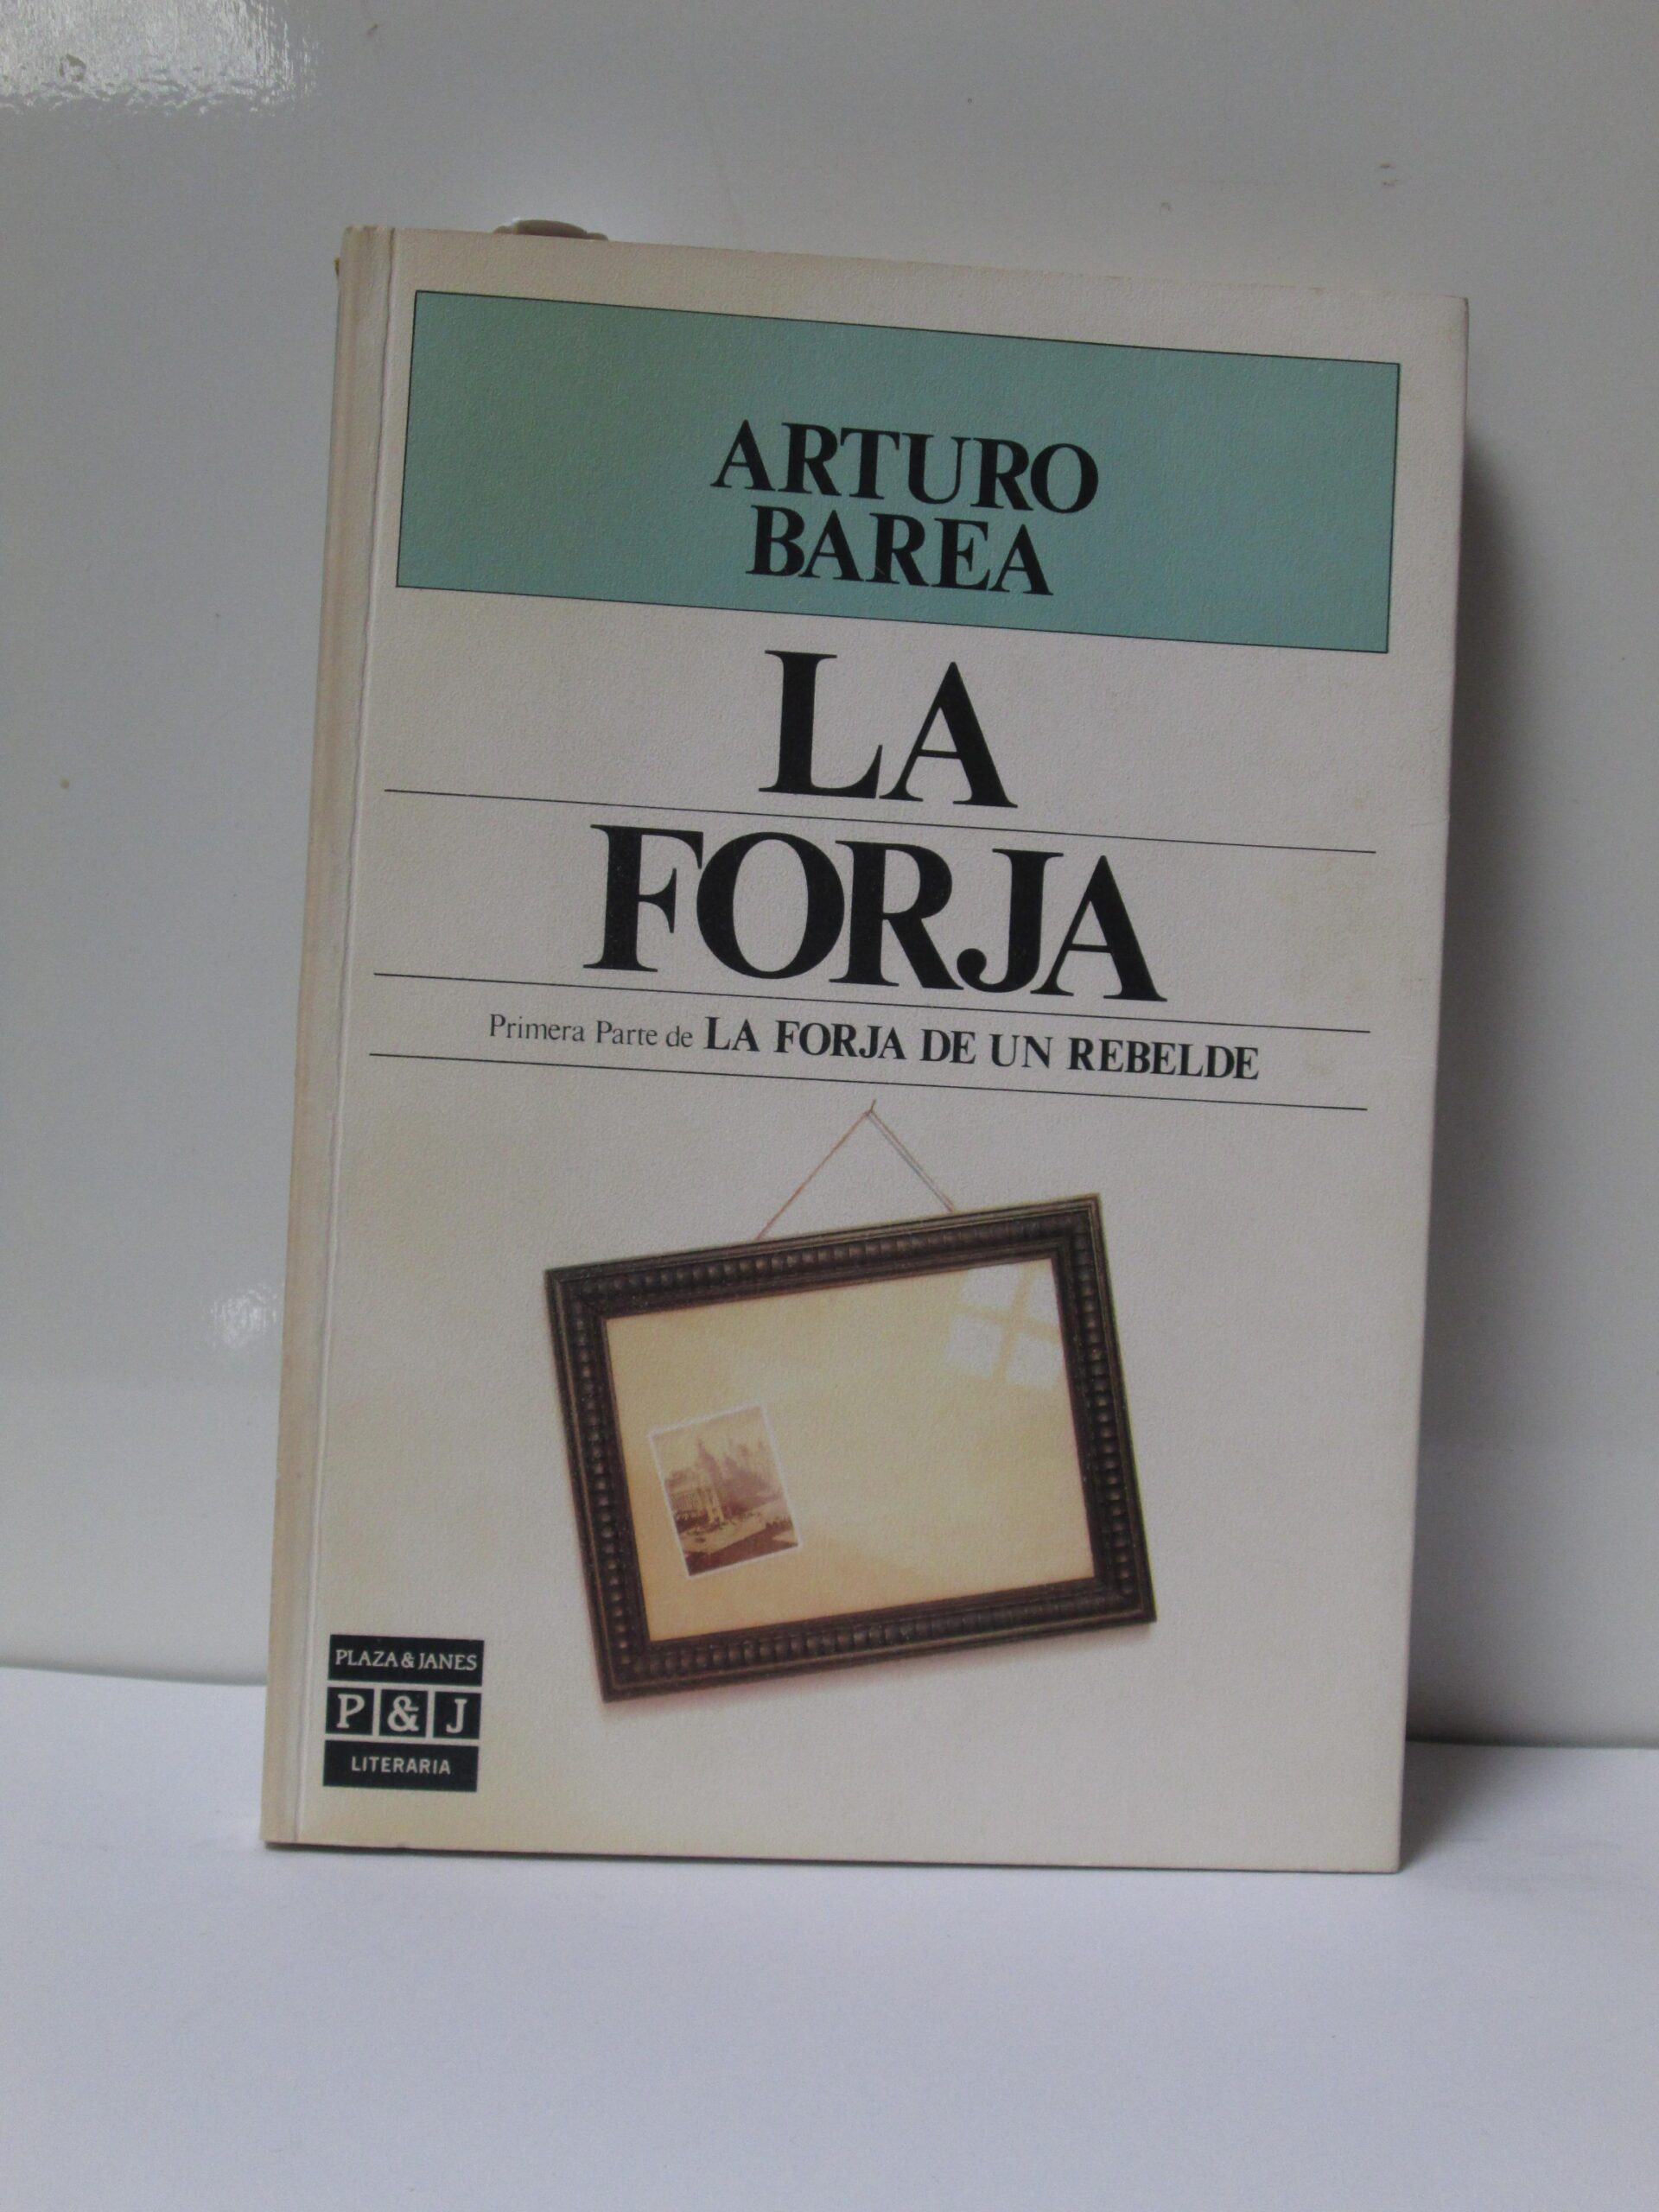 ARTURO
BAREA
LA
FORJA
Primera Parte de LA FORJA DE UN REBELDE
PLAZA & JANES
P & J
LITERARIA